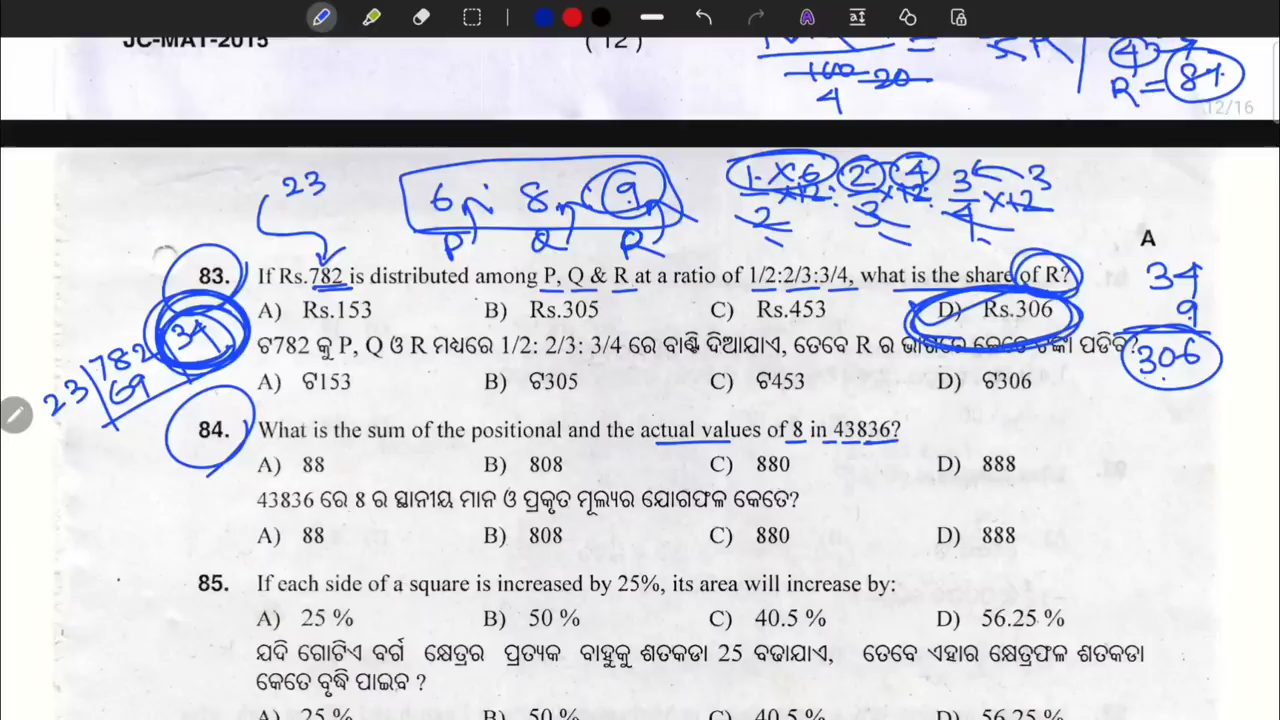 JC-MAT-2015
( 12 )
R = 81
12/16
23
6 : 8 : 9
P Q R
A
83. If Rs.782 is distributed among P, Q & R at a ratio of 1/2:2/3:3/4, what is the share of R?
A) Rs.153 B) Rs.305 C) Rs.453 D) Rs.306
ଟ782 କୁ P, Q ଓ R ମଧ୍ୟରେ 1/2: 2/3: 3/4 ରେ ବାଣ୍ଟି ଦିଆଯାଏ, ତେବେ R ର ଭାଗରେ କେତେ ଟଙ୍କା ପଡିବ?
A) ଟ153 B) ଟ305 C) ଟ453 D) ଟ306
34
9
306
34
23 782
69
84. What is the sum of the positional and the actual values of 8 in 43836?
A) 88 B) 808 C) 880 D) 888
43836 ରେ 8 ର ସ୍ଥାନୀୟ ମାନ ଓ ପ୍ରକୃତ ମୂଲ୍ୟର ଯୋଗଫଳ କେତେ?
A) 88 B) 808 C) 880 D) 888
85. If each side of a square is increased by 25%, its area will increase by:
A) 25 % B) 50 % C) 40.5 % D) 56.25 %
ଯଦି ଗୋଟିଏ ବର୍ଗ କ୍ଷେତ୍ରର ପ୍ରତ୍ୟେକ ବାହୁକୁ ଶତକଡା 25 ବଢାଯାଏ, ତେବେ ଏହାର କ୍ଷେତ୍ରଫଳ ଶତକଡା
କେତେ ବୃଦ୍ଧି ପାଇବ ?
A) 25 % B) 50 % C) 40.5 % D) 56.25 %